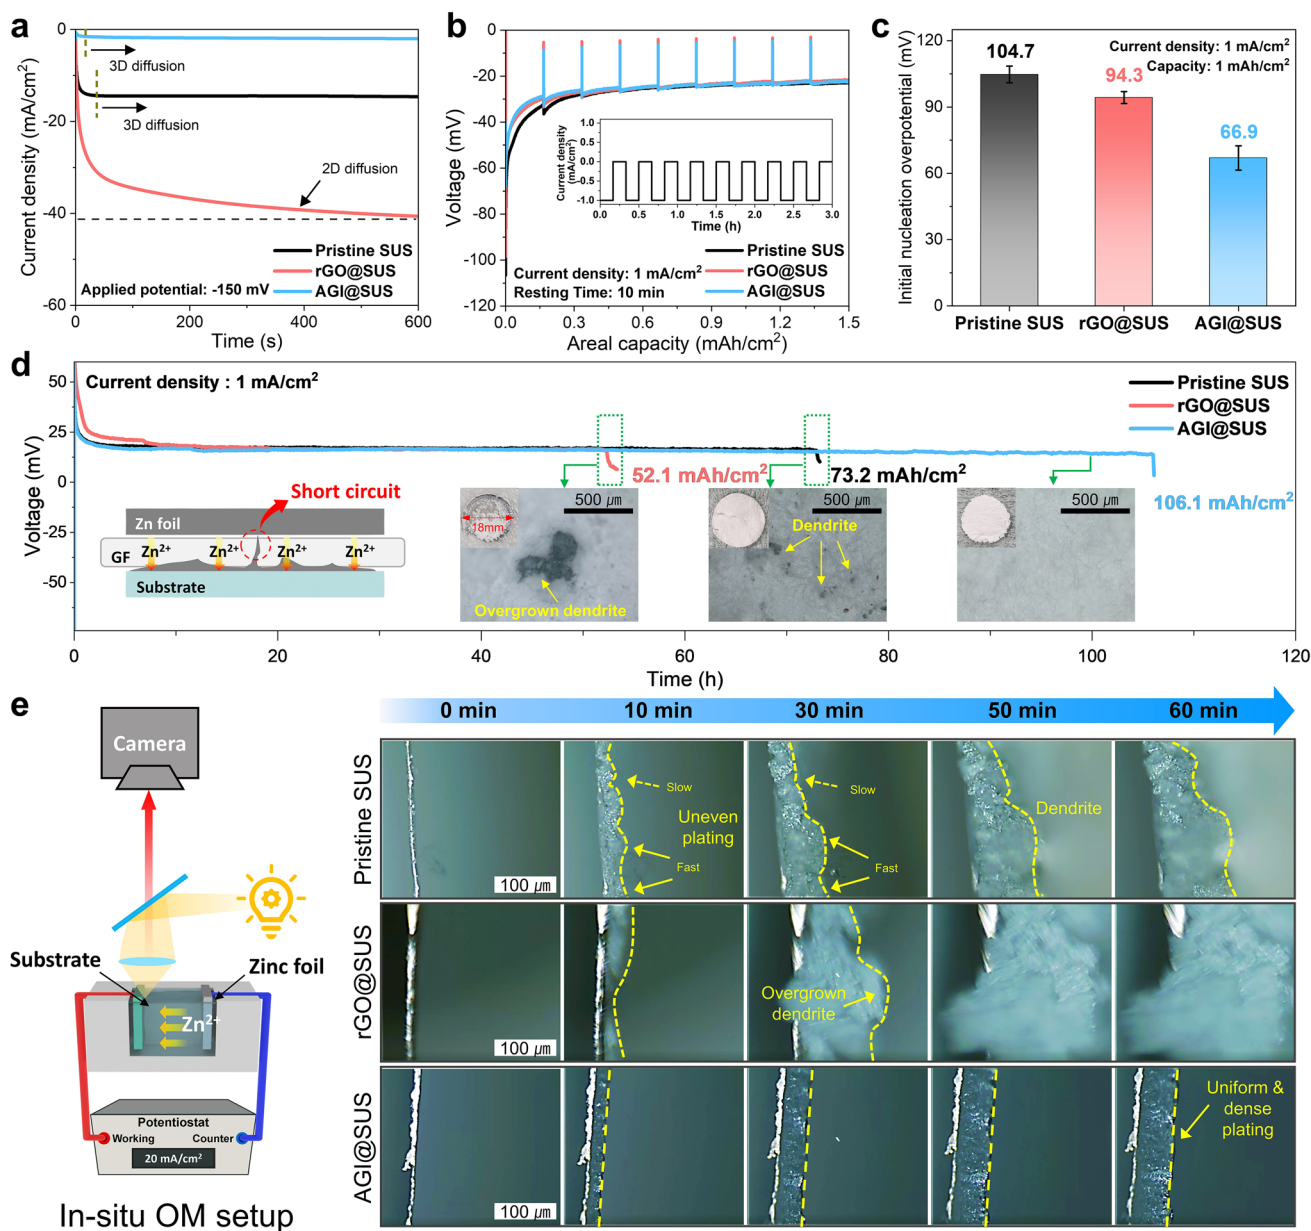 a
Current density (mA/cm²)
0
-20
-40
-60
3D diffusion
3D diffusion
2D diffusion
Pristine SUS
rGO@SUS
AGI@SUS
Applied potential: -150 mV
0
200
400
600
Time (s)
b
Voltage (mV)
0
-20
-40
-60
-80
-100
-120
Current density
(mA/cm²)
1.0
0.5
0.0
-0.5
-1.0
0.0
0.5
1.0
1.5
2.0
2.5
3.0
Time (h)
Pristine SUS
Current density: 1 mA/cm²
rGO@SUS
Resting Time: 10 min
AGI@SUS
0.0
0.3
0.6
0.9
1.2
1.5
Areal capacity (mAh/cm²)
c
Initial nucleation overpotential (mV)
120
90
60
30
0
Current density: 1 mA/cm²
Capacity: 1 mAh/cm²
104.7
94.3
66.9
Pristine SUS
rGO@SUS
AGI@SUS
d
Voltage (mV)
50
25
0
-25
-50
Current density : 1 mA/cm²
Pristine SUS
rGO@SUS
AGI@SUS
52.1 mAh/cm²
73.2 mAh/cm²
106.1 mAh/cm²
Short circuit
Zn foil
Zn²⁺
Zn²⁺
Zn²⁺
Zn²⁺
GF
Substrate
18mm
500 μm
Overgrown dendrite
500 μm
Dendrite
500 μm
0
20
40
60
80
100
120
Time (h)
e
Camera
Substrate
Zinc foil
Zn²⁺
Potentiostat
Working
Counter
20 mA/cm²
In-situ OM setup
0 min
10 min
30 min
50 min
60 min
Pristine SUS
100 μm
Slow
Uneven
plating
Fast
Slow
Fast
Dendrite
rGO@SUS
100 μm
Overgrown
dendrite
AGI@SUS
100 μm
Uniform &
dense
plating